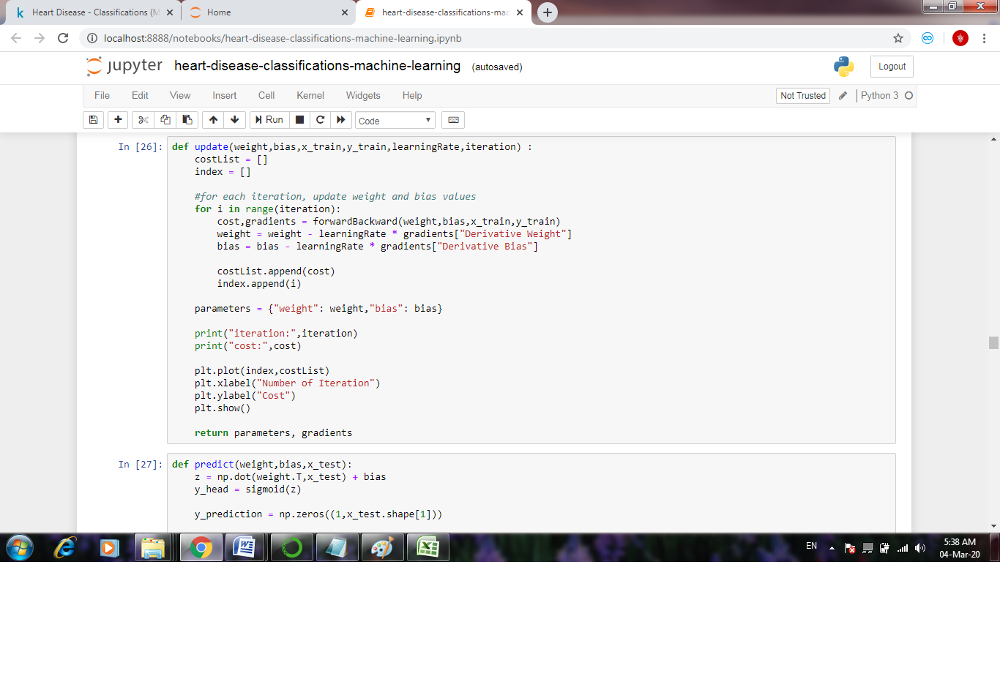 Heart Disease - Classifications (M
Home
heart-disease-classifications-mac
localhost:8888/notebooks/heart-disease-classifications-machine-learning.ipynb
jupyter heart-disease-classifications-machine-learning (autosaved)
Logout
File Edit View Insert Cell Kernel Widgets Help
Not Trusted
Python 3
Run
Code
In [26]:
def update(weight,bias,x_train,y_train,learningRate,iteration) :
    costList = []
    index = []
    #for each iteration, update weight and bias values
    for i in range(iteration):
        cost,gradients = forwardBackward(weight,bias,x_train,y_train)
        weight = weight - learningRate * gradients["Derivative Weight"]
        bias = bias - learningRate * gradients["Derivative Bias"]
        costList.append(cost)
        index.append(i)
    parameters = {"weight": weight,"bias": bias}
    print("iteration:",iteration)
    print("cost:",cost)
    plt.plot(index,costList)
    plt.xlabel("Number of Iteration")
    plt.ylabel("Cost")
    plt.show()
    return parameters, gradients
In [27]:
def predict(weight,bias,x_test):
    z = np.dot(weight.T,x_test) + bias
    y_head = sigmoid(z)
    y_prediction = np.zeros((1,x_test.shape[1]))
EN
5:38 AM
04-Mar-20